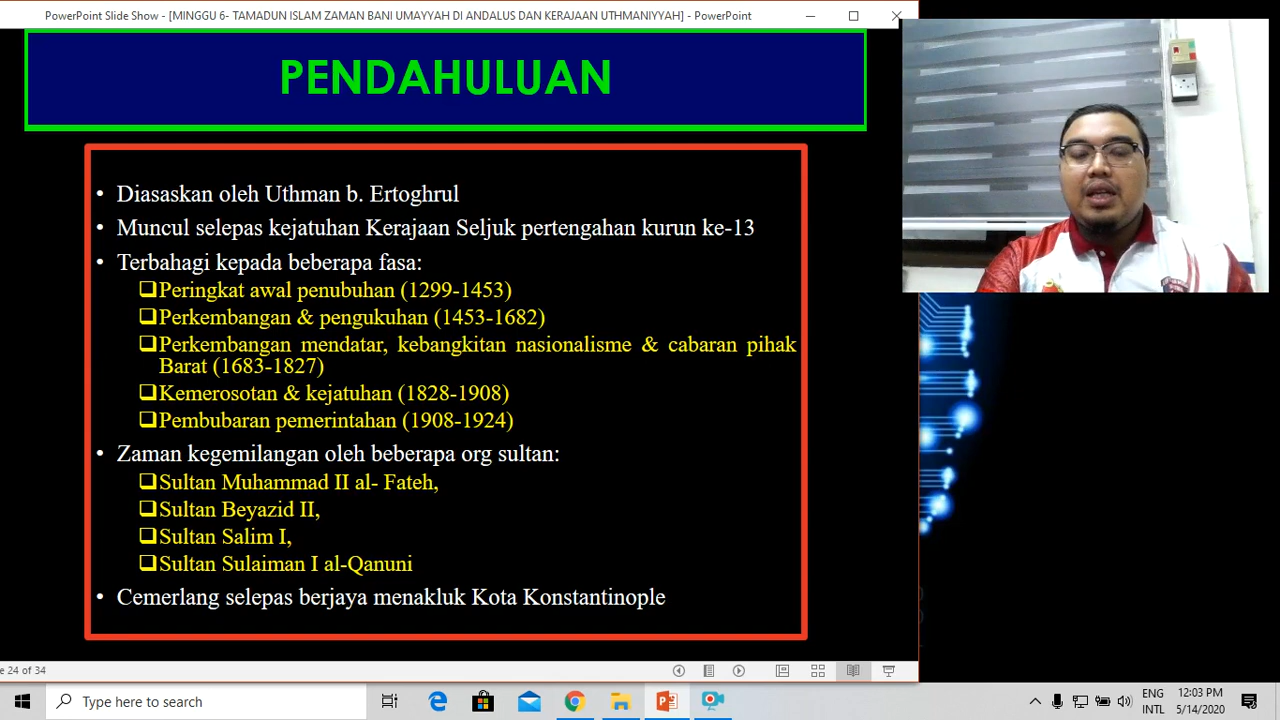 PowerPoint Slide Show - [MINGGU 6- TAMADUN ISLAM ZAMAN BANI UMAYYAH DI ANDALUS DAN KERAJAAN UTHMANIYYAH] - PowerPoint
PENDAHULUAN
• Diasaskan oleh Uthman b. Ertoghrul
• Muncul selepas kejatuhan Kerajaan Seljuk pertengahan kurun ke-13
• Terbahagi kepada beberapa fasa:
❑Peringkat awal penubuhan (1299-1453)
❑Perkembangan & pengukuhan (1453-1682)
❑Perkembangan mendatar, kebangkitan nasionalisme & cabaran pihak
Barat (1683-1827)
❑Kemerosotan & kejatuhan (1828-1908)
❑Pembubaran pemerintahan (1908-1924)
• Zaman kegemilangan oleh beberapa org sultan:
❑Sultan Muhammad II al- Fateh,
❑Sultan Beyazid II,
❑Sultan Salim I,
❑Sultan Sulaiman I al-Qanuni
• Cemerlang selepas berjaya menakluk Kota Konstantinople
e 24 of 34
Type here to search
ENG
INTL
12:03 PM
5/14/2020